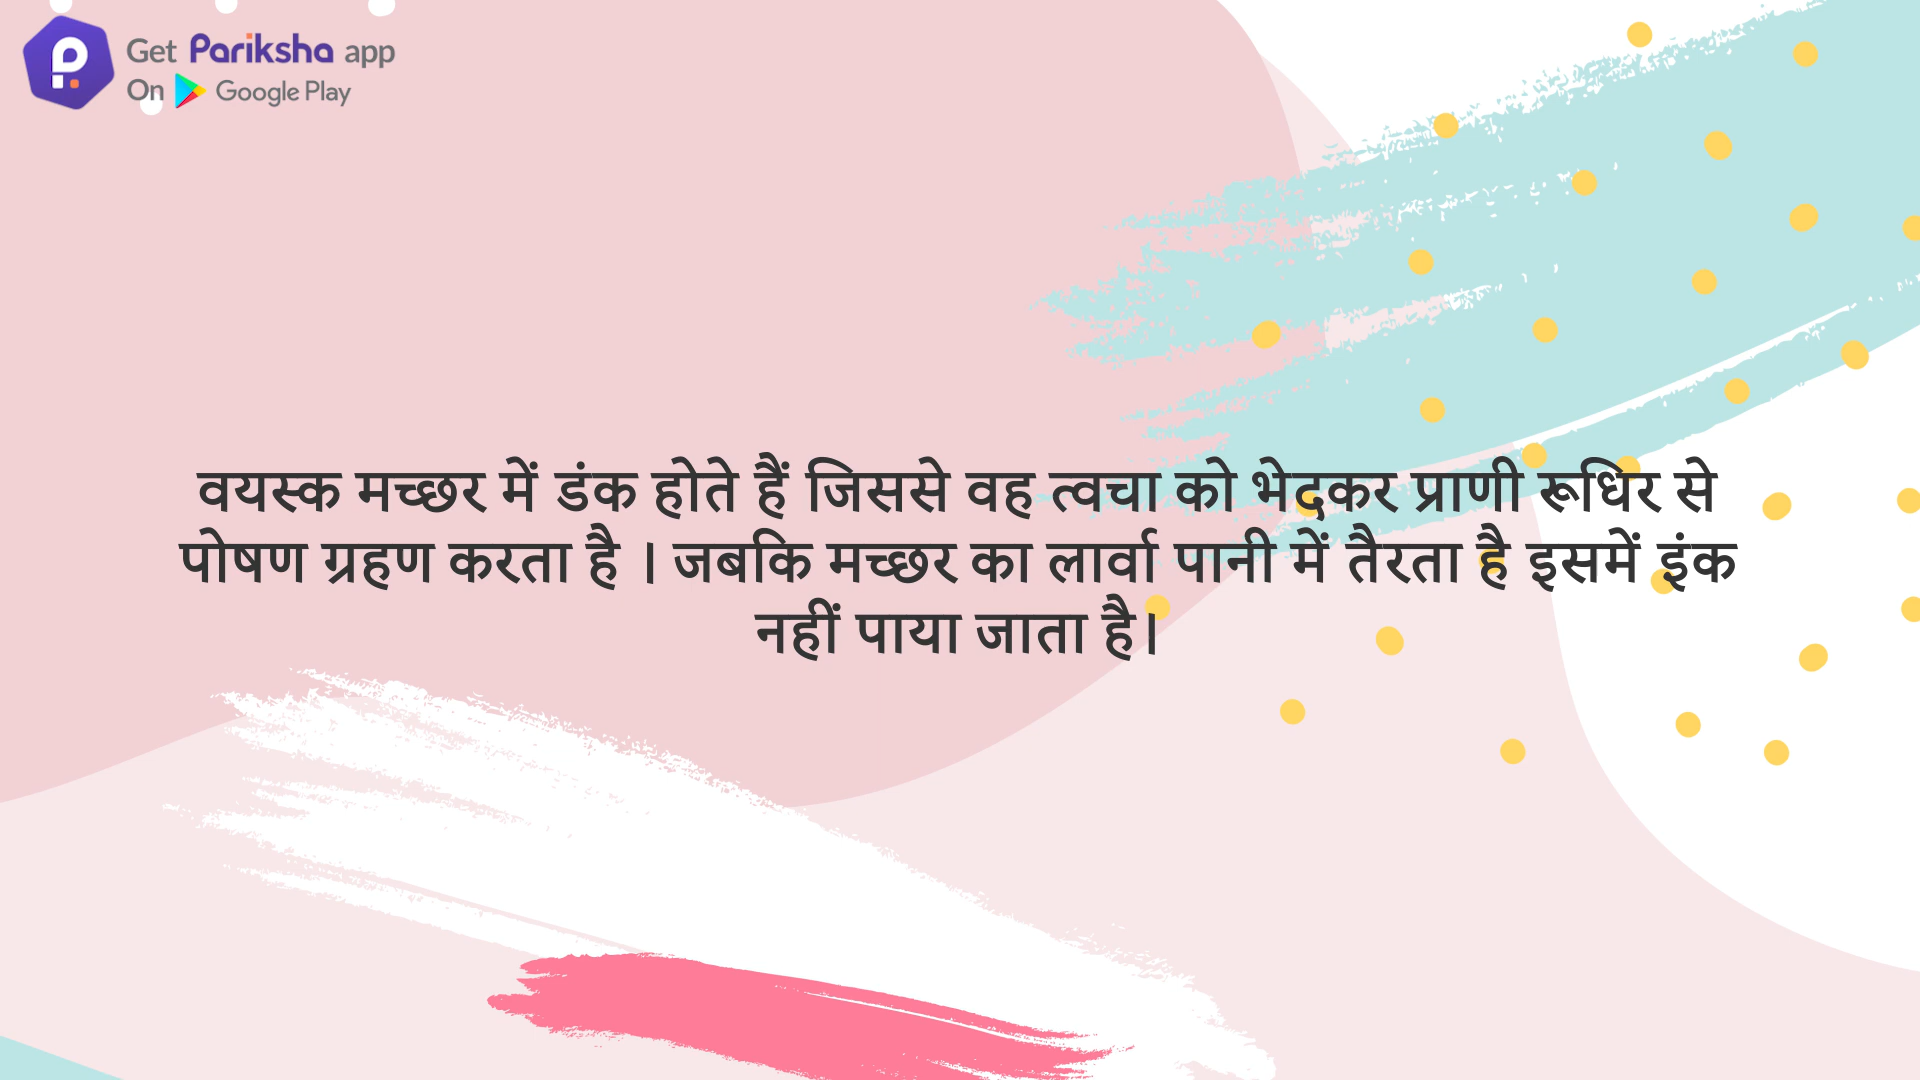 Get Pariksha app
On Google Play
वयस्क मच्छर में डंक होते हैं जिससे वह त्वचा को भेदकर प्राणी रूधिर से
पोषण ग्रहण करता है । जबकि मच्छर का लार्वा पानी में तैरता है इसमें इंक
नहीं पाया जाता है।